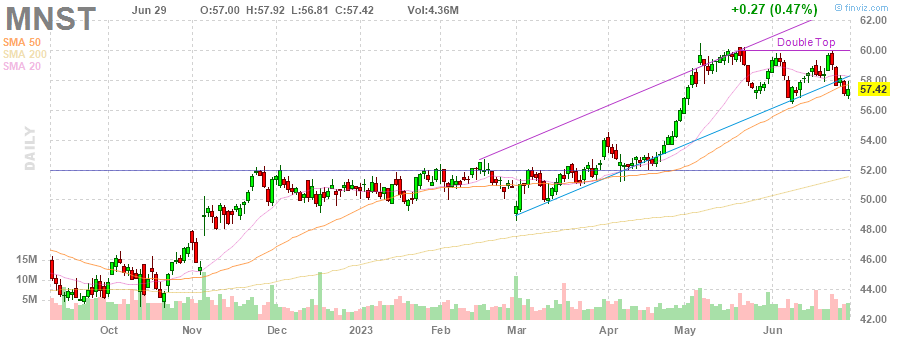 MNST Jun 29 O:57.00 H:57.92 L:56.81 C:57.42 Vol:4.36M +0.27 (0.47%)
© finviz.com
SMA 50
SMA 200
SMA 20
DAILY
Double Top
62.00
60.00
58.00
57.42
56.00
54.00
52.00
50.00
48.00
46.00
44.00
42.00
15M
10M
5M
Oct Nov Dec 2023 Feb Mar Apr May Jun